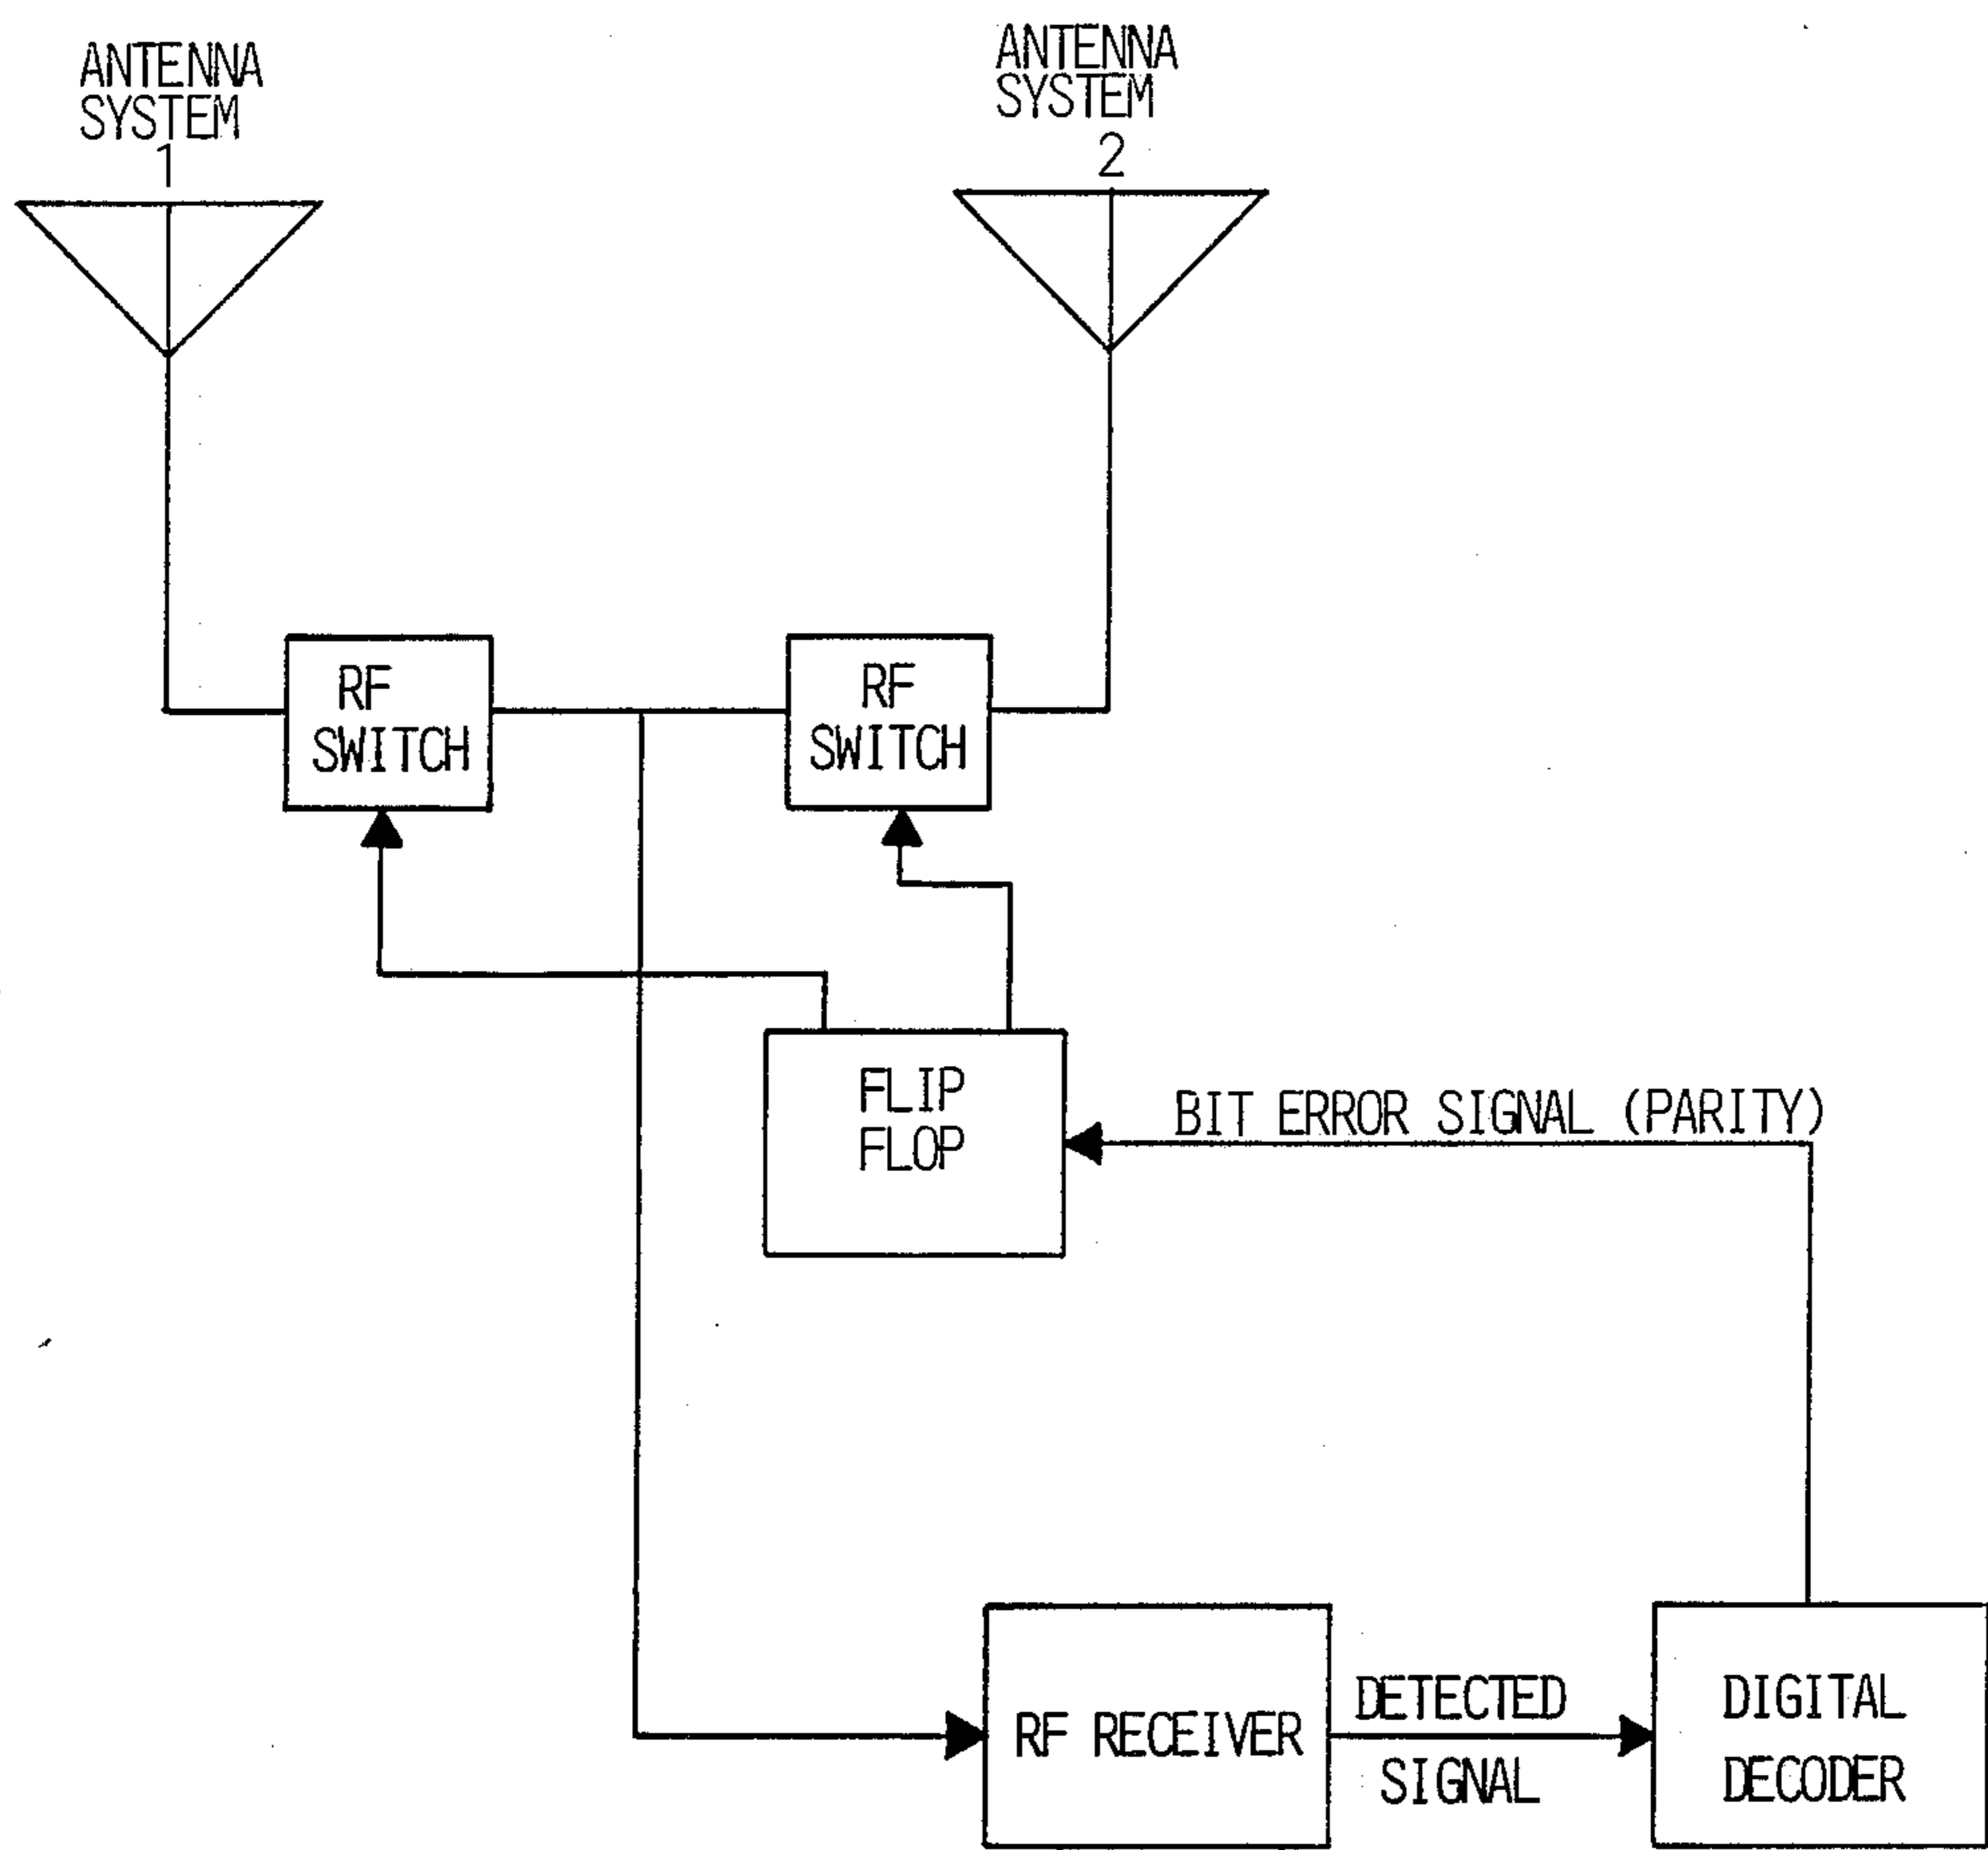 ANTENNA
SYSTEM
1
ANTENNA
SYSTEM
2
RF
SWITCH
RF
SWITCH
FLIP
FLOP
BIT ERROR SIGNAL (PARITY)
RF RECEIVER
DETECTED
SIGNAL
DIGITAL
DECODER